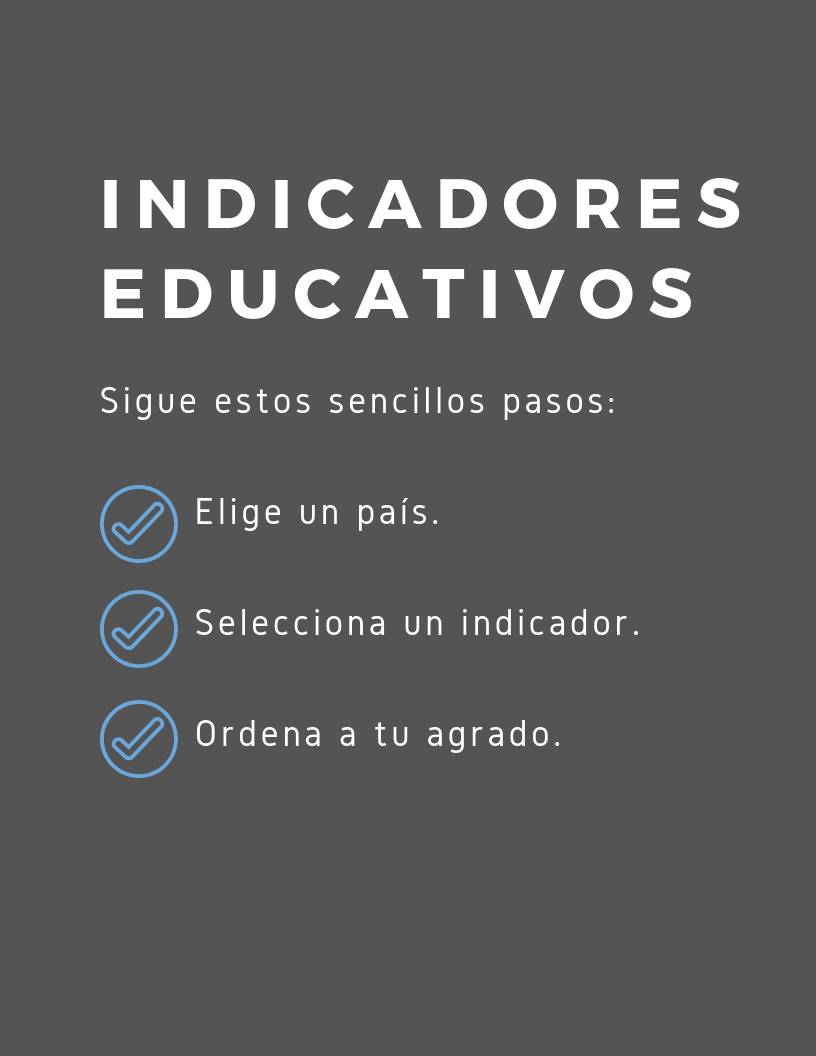 INDICADORES
EDUCATIVOS
Sigue estos sencillos pasos:
Elige un país.
Selecciona un indicador.
Ordena a tu agrado.